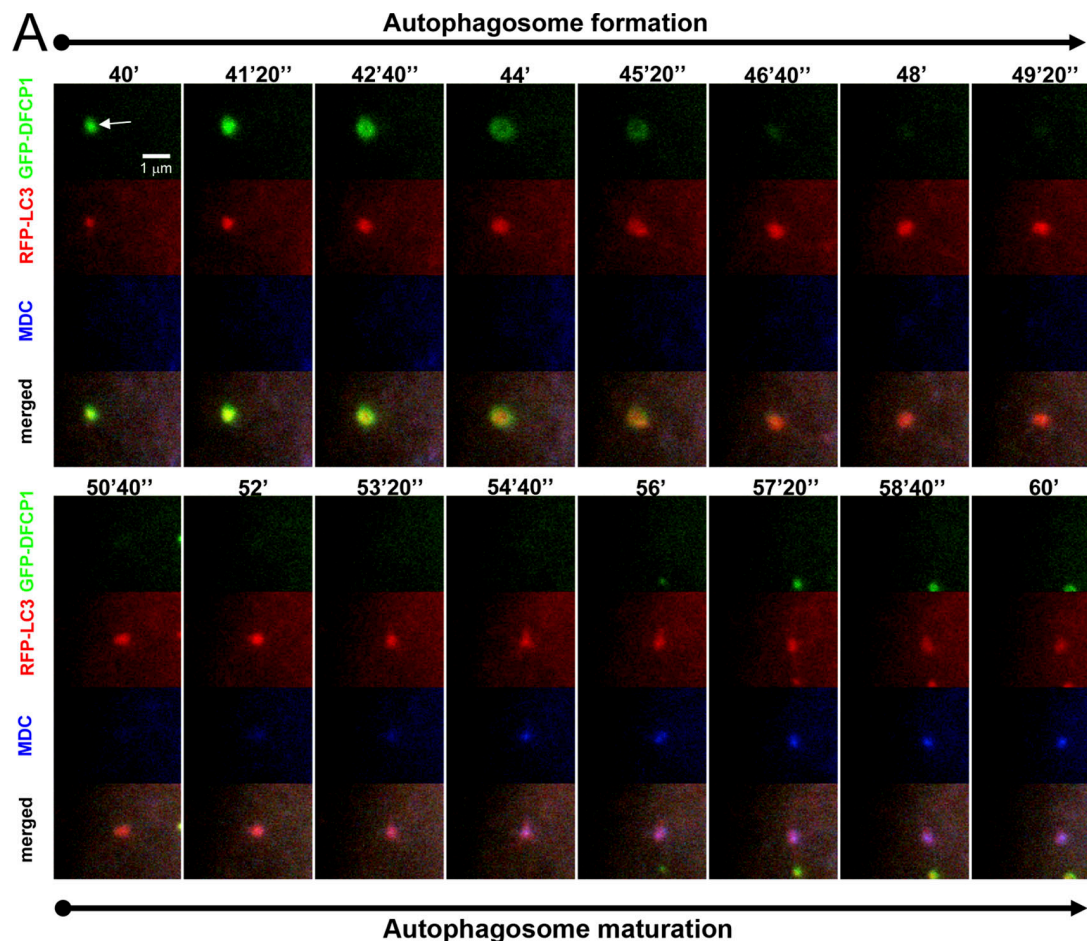 A
Autophagosome formation
40' 41'20'' 42'40'' 44' 45'20'' 46'40'' 48' 49'20''
GFP-DFCP1
1 μm
RFP-LC3
MDC
merged
50'40'' 52' 53'20'' 54'40'' 56' 57'20'' 58'40'' 60'
GFP-DFCP1
RFP-LC3
MDC
merged
Autophagosome maturation